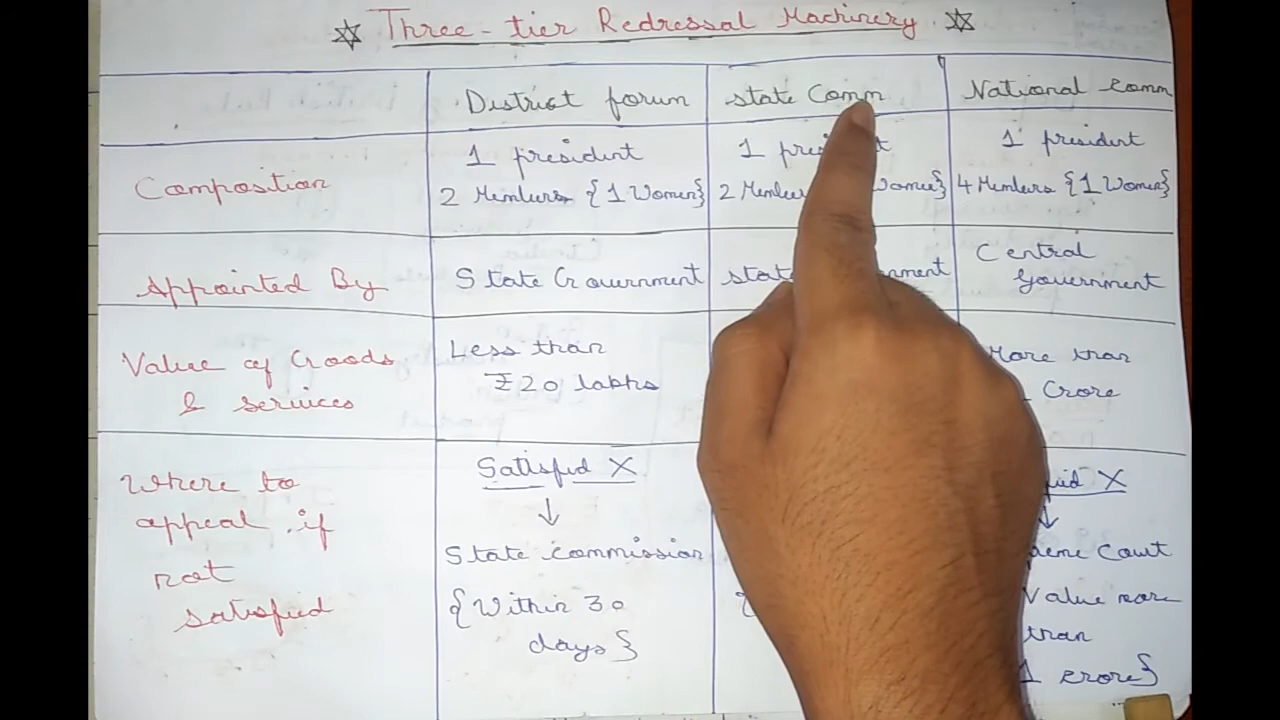 Three-tier Redressal Machinery
District forum
state Comm
National Comm
Composition
1 president
2 Members {1 Women}
1
2
1 president
4 Members {1 Women}
Appointed By
State Government
Central
Government
Value of Goods
& services
Less than
₹20 lakhs
More than
Crore
Where to
appeal if
not
satisfied
Satisfied X
↓
State commission
{Within 30
days}
X
↓
Court
Value more
than
1 crore}